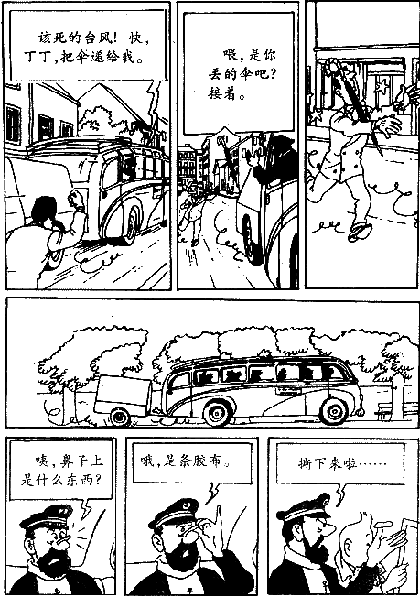 该死的台风！快，
丁丁，把伞递给我。
喂，是你
丢的伞吧？
接着。
咦，鼻子上
是什么东西？
哦，是条胶布。
撕下来啦……